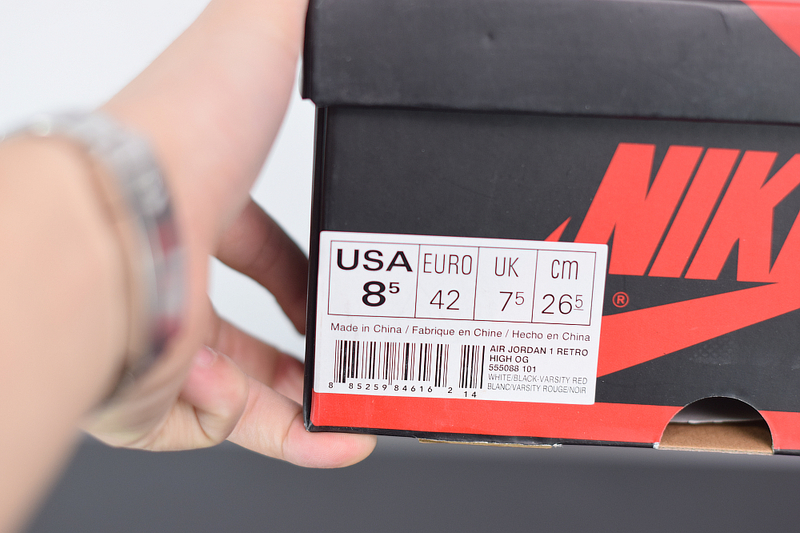 NIK
®
USA EURO UK cm
8⁵ 42 7⁵ 26⁵
Made in China / Fabrique en Chine / Hecho en China
AIR JORDAN 1 RETRO
HIGH OG
555088 101
WHITE/BLACK-VARSITY RED
BLANC/VARSITY ROUGE/NOIR
8 85259 84616 2 14